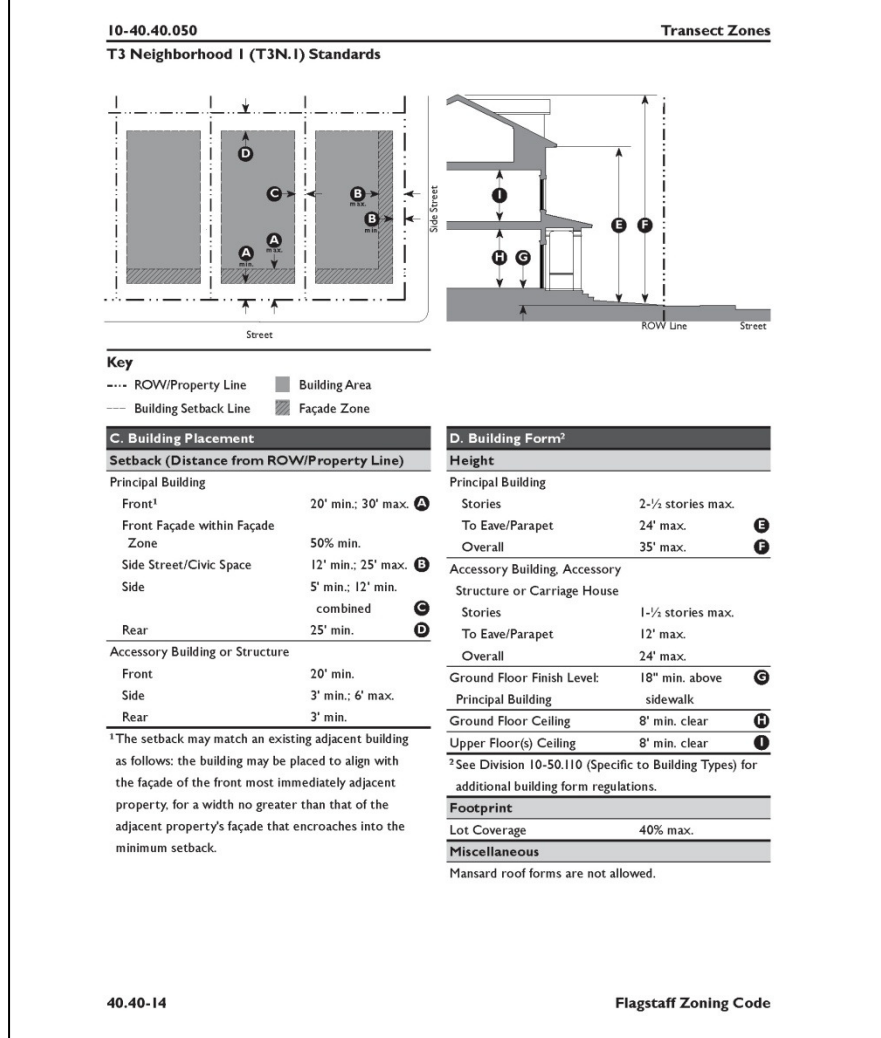 10-40.40.050 Transect Zones
T3 Neighborhood 1 (T3N.1) Standards
D
C
B
max.
B
min.
A
max.
A
min.
Side Street
Street
I
H
G
E
F
ROW Line
Street
Key
ROW/Property Line
Building Area
Building Setback Line
Façade Zone
C. Building Placement
Setback (Distance from ROW/Property Line)
Principal Building
Front¹ 20' min.; 30' max. A
Front Façade within Façade
Zone 50% min.
Side Street/Civic Space 12' min.; 25' max. B
Side 5' min.; 12' min.
combined C
Rear 25' min. D
Accessory Building or Structure
Front 20' min.
Side 3' min.; 6' max.
Rear 3' min.
¹ The setback may match an existing adjacent building
as follows: the building may be placed to align with
the façade of the front most immediately adjacent
property, for a width no greater than that of the
adjacent property's façade that encroaches into the
minimum setback.
D. Building Form²
Height
Principal Building
Stories 2-½ stories max.
To Eave/Parapet 24' max. E
Overall 35' max. F
Accessory Building, Accessory
Structure or Carriage House
Stories 1-½ stories max.
To Eave/Parapet 12' max.
Overall 24' max.
Ground Floor Finish Level: 18" min. above G
Principal Building sidewalk
Ground Floor Ceiling 8' min. clear H
Upper Floor(s) Ceiling 8' min. clear I
² See Division 10-50.110 (Specific to Building Types) for
additional building form regulations.
Footprint
Lot Coverage 40% max.
Miscellaneous
Mansard roof forms are not allowed.
40.40-14 Flagstaff Zoning Code